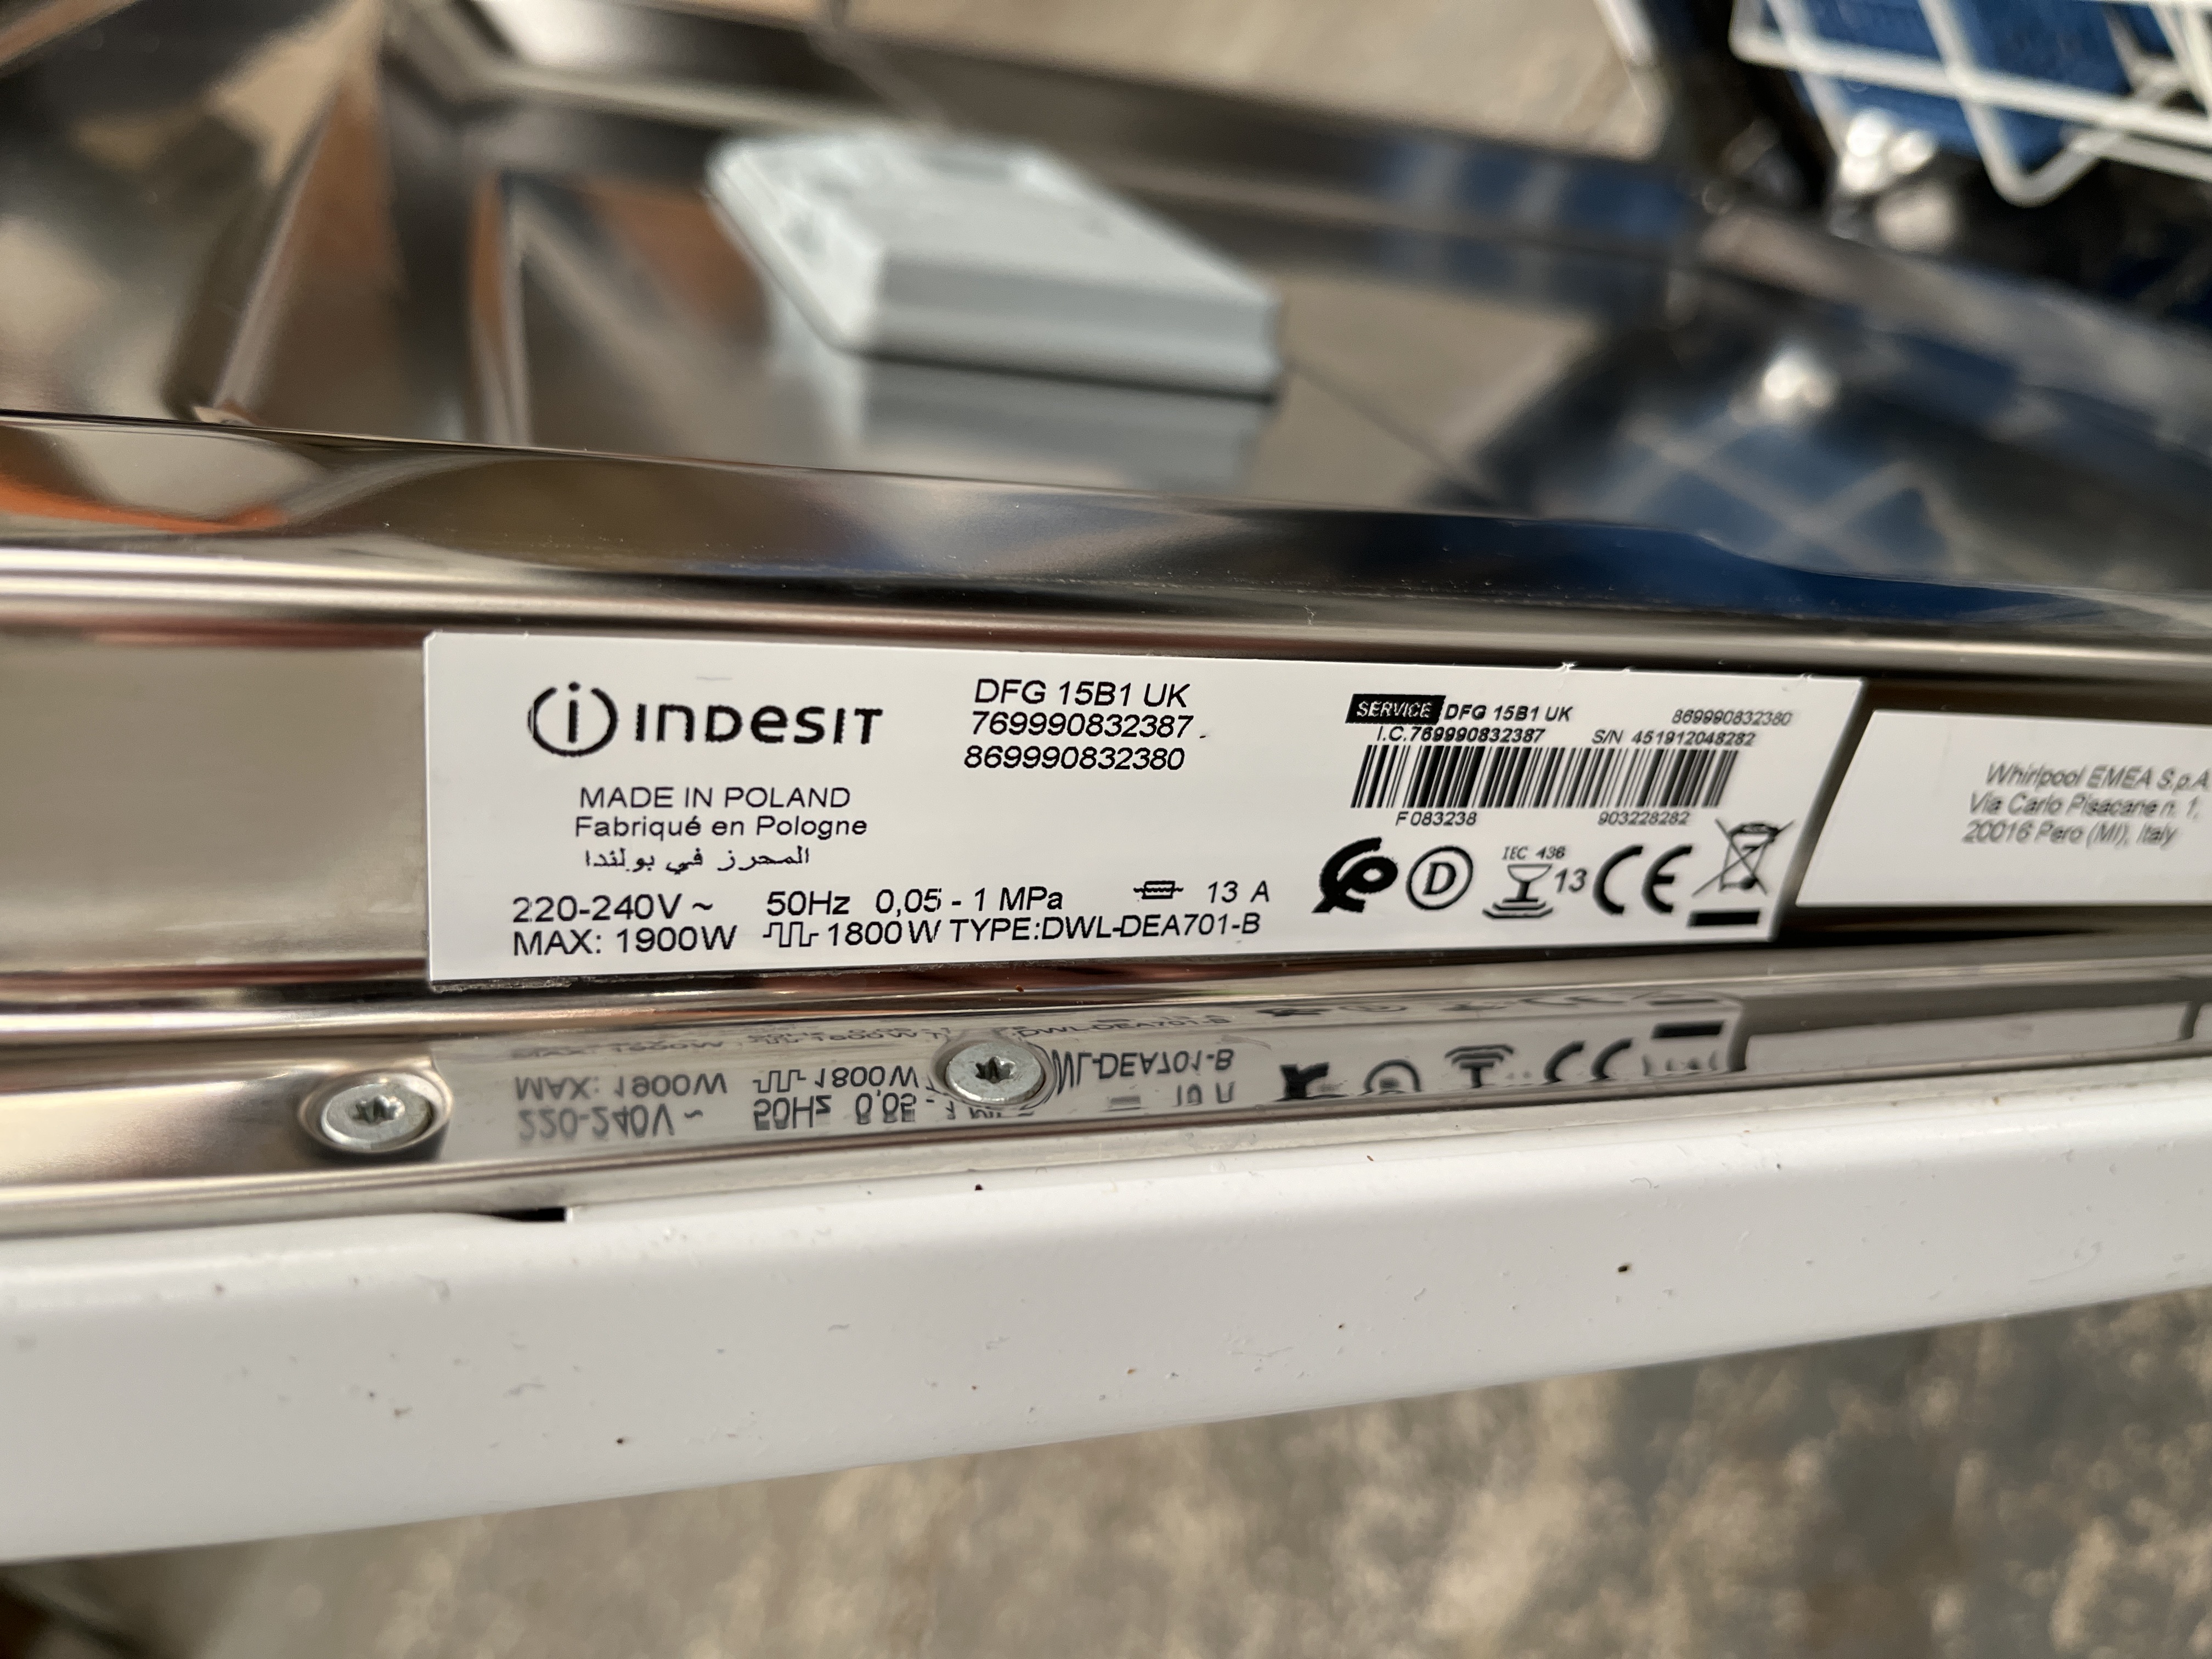 INDESIT
MADE IN POLAND
Fabriqué en Pologne
المحرز في بولندا
220-240V ~ 50Hz 0,05 - 1 MPa 13 A
MAX: 1900W 1800W TYPE:DWL-DEA701-B
DFG 15B1 UK
769990832387
869990832380
SERVICE DFG 15B1 UK 869990832380
I.C.769990832387 S/N 451912048282
F083238 903228282
D
IEC 436
13 CE
Whirlpool EMEA S.p.A
Via Carlo Pisacane n. 1,
20016 Pero (MI), Italy